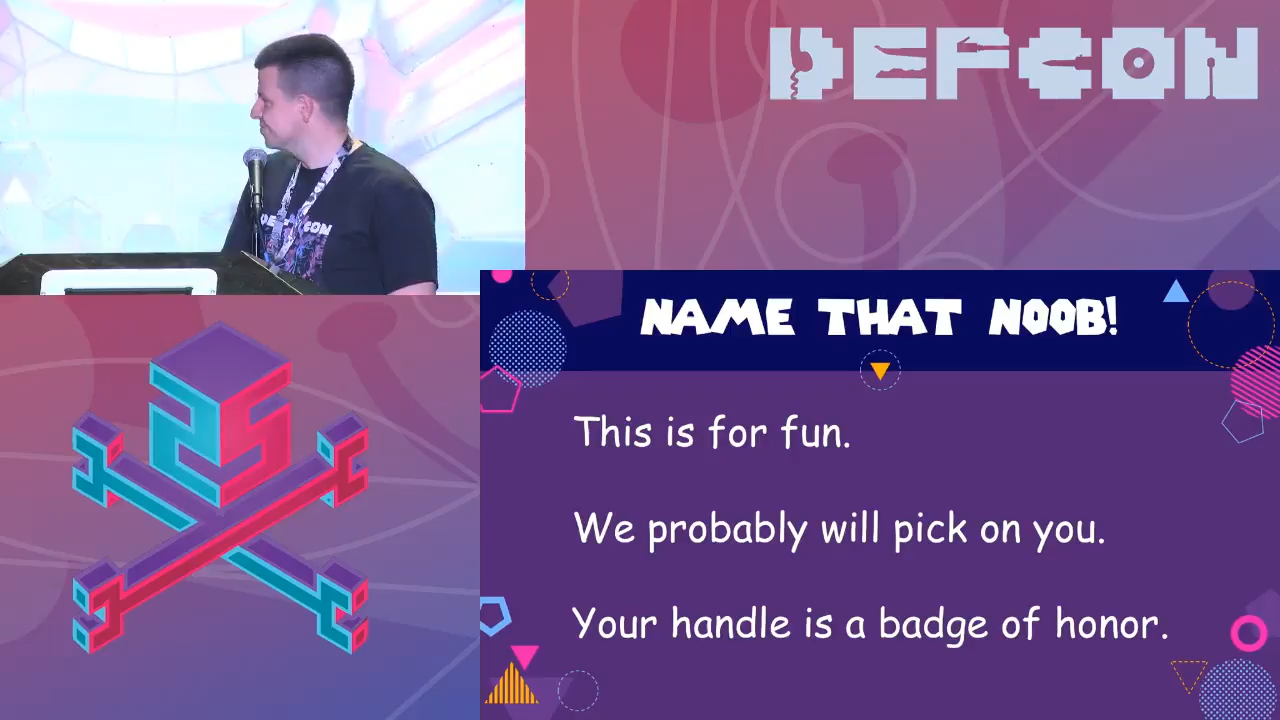 DEFCON
DEFCON
NAME THAT NOOB!
This is for fun.
We probably will pick on you.
Your handle is a badge of honor.